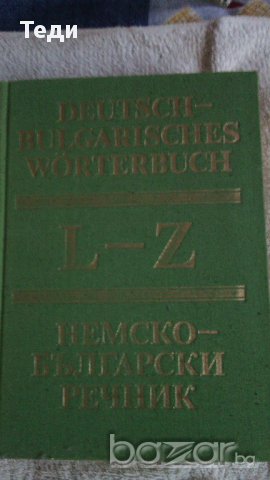 Теди
DEUTSCH–
BULGARISCHES
WÖRTERBUCH
L–Z
НЕМСКО–
БЪЛГАРСКИ
РЕЧНИК
bazar.bg